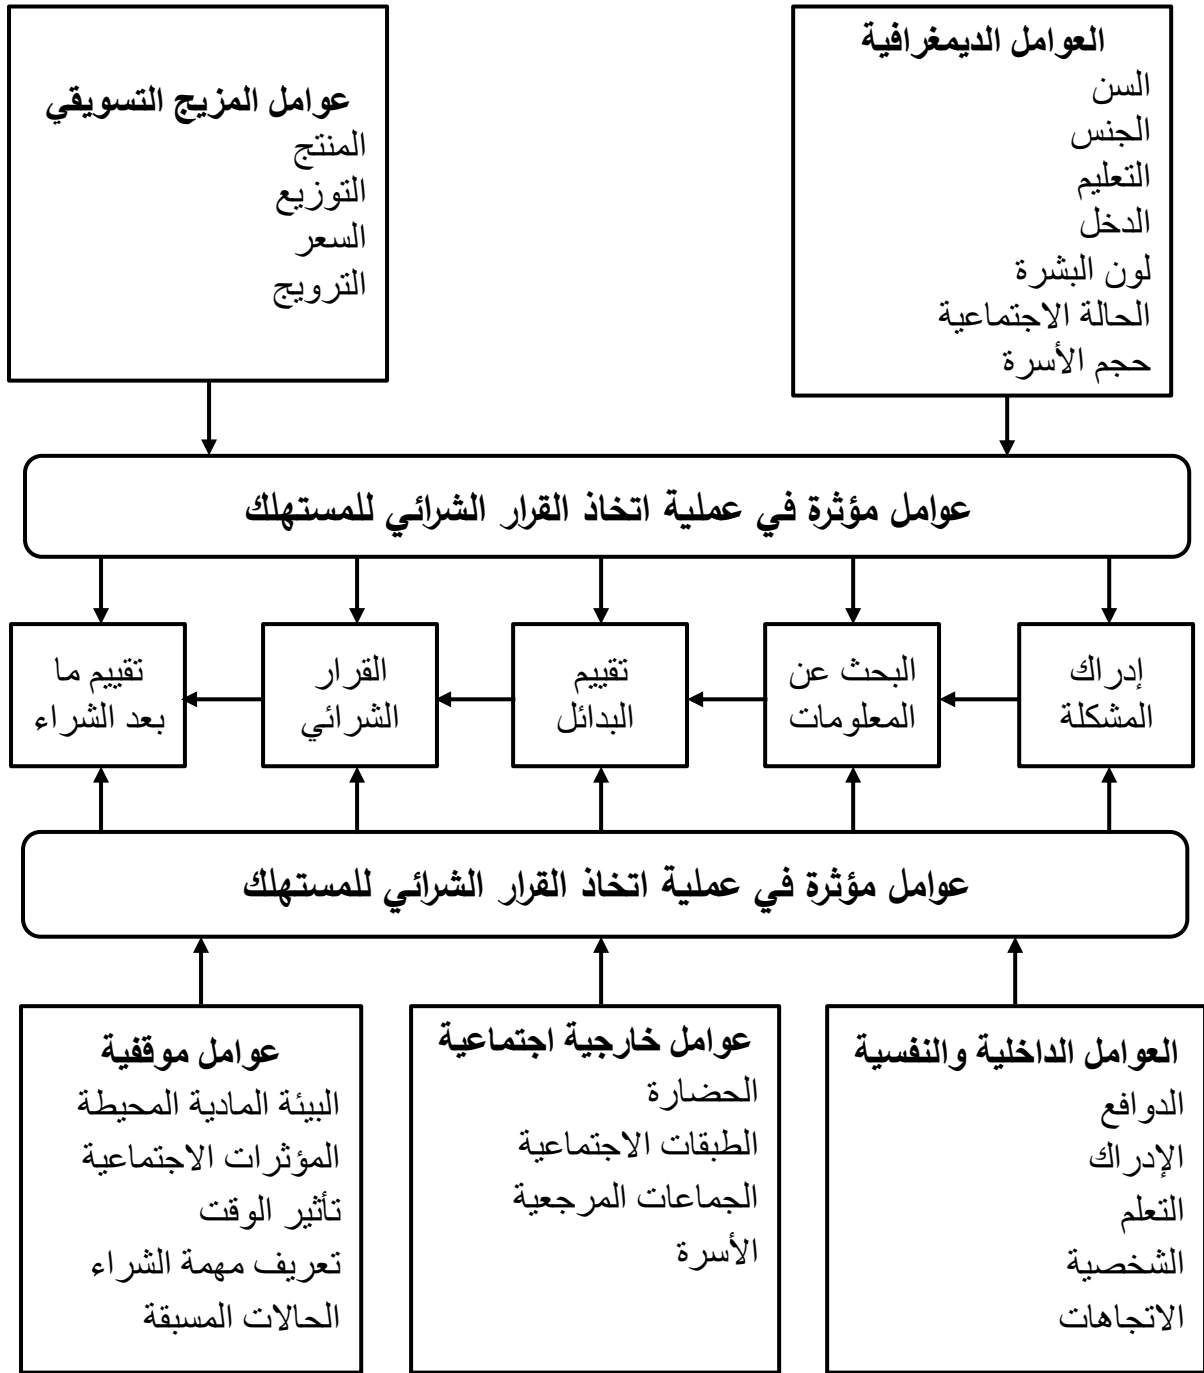 العوامل الديمغرافية
السن
الجنس
التعليم
الدخل
لون البشرة
الحالة الاجتماعية
حجم الأسرة
عوامل المزيج التسويقي
المنتج
التوزيع
السعر
الترويج
عوامل مؤثرة في عملية اتخاذ القرار الشرائي للمستهلك
إدراك
المشكلة
البحث عن
المعلومات
تقييم
البدائل
القرار
الشرائي
تقييم ما
بعد الشراء
عوامل مؤثرة في عملية اتخاذ القرار الشرائي للمستهلك
العوامل الداخلية والنفسية
الدوافع
الإدراك
التعلم
الشخصية
الاتجاهات
عوامل خارجية اجتماعية
الحضارة
الطبقات الاجتماعية
الجماعات المرجعية
الأسرة
عوامل موقفية
البيئة المادية المحيطة
المؤثرات الاجتماعية
تأثير الوقت
تعريف مهمة الشراء
الحالات المسبقة